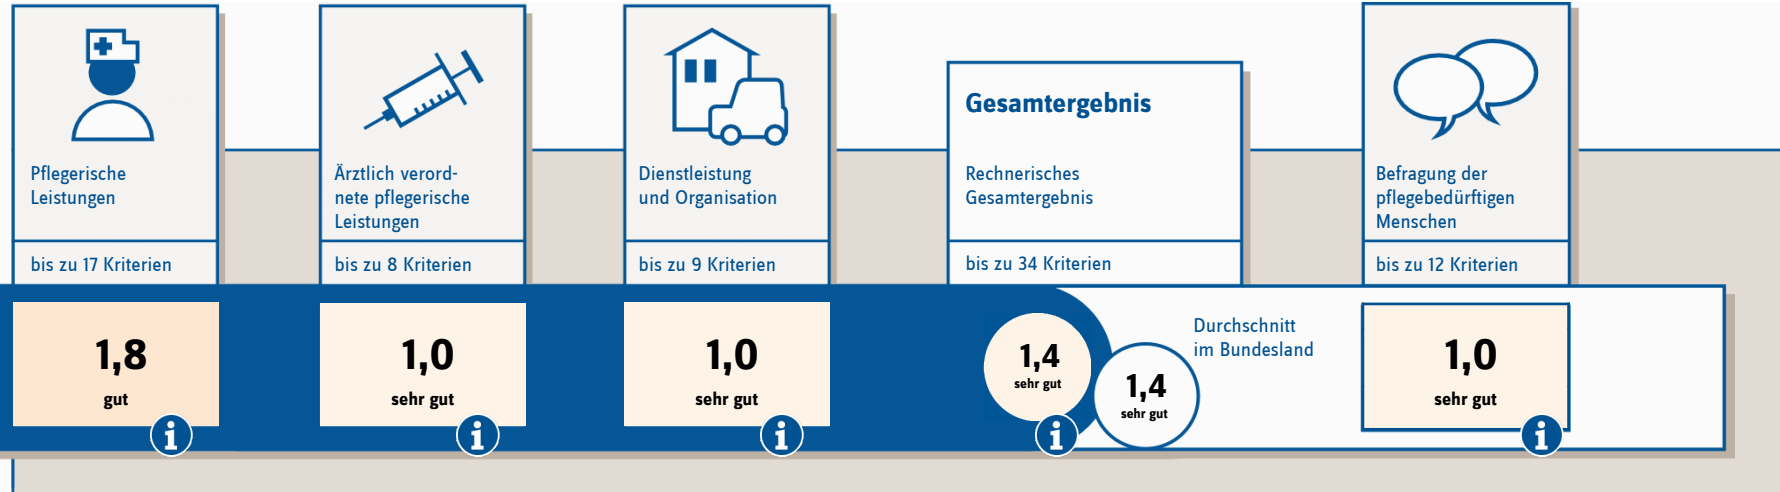 Pflegerische
Leistungen
bis zu 17 Kriterien
1,8
gut
i
Ärztlich verord-
nete pflegerische
Leistungen
bis zu 8 Kriterien
1,0
sehr gut
i
Dienstleistung
und Organisation
bis zu 9 Kriterien
1,0
sehr gut
i
Gesamtergebnis
Rechnerisches
Gesamtergebnis
bis zu 34 Kriterien
1,4
sehr gut
i
Durchschnitt
im Bundesland
1,4
sehr gut
Befragung der
pflegebedürftigen
Menschen
bis zu 12 Kriterien
1,0
sehr gut
i